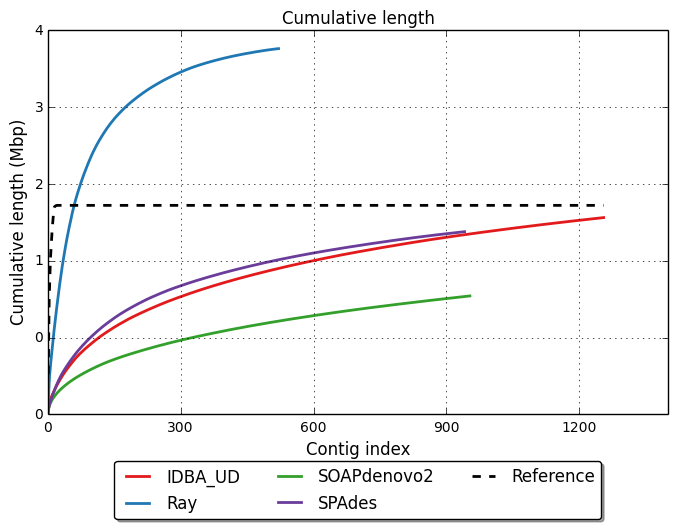 Cumulative length
Cumulative length (Mbp)
4
3
2
1
0
0
0 300 600 900 1200
Contig index
IDBA_UD SOAPdenovo2 Reference
Ray SPAdes